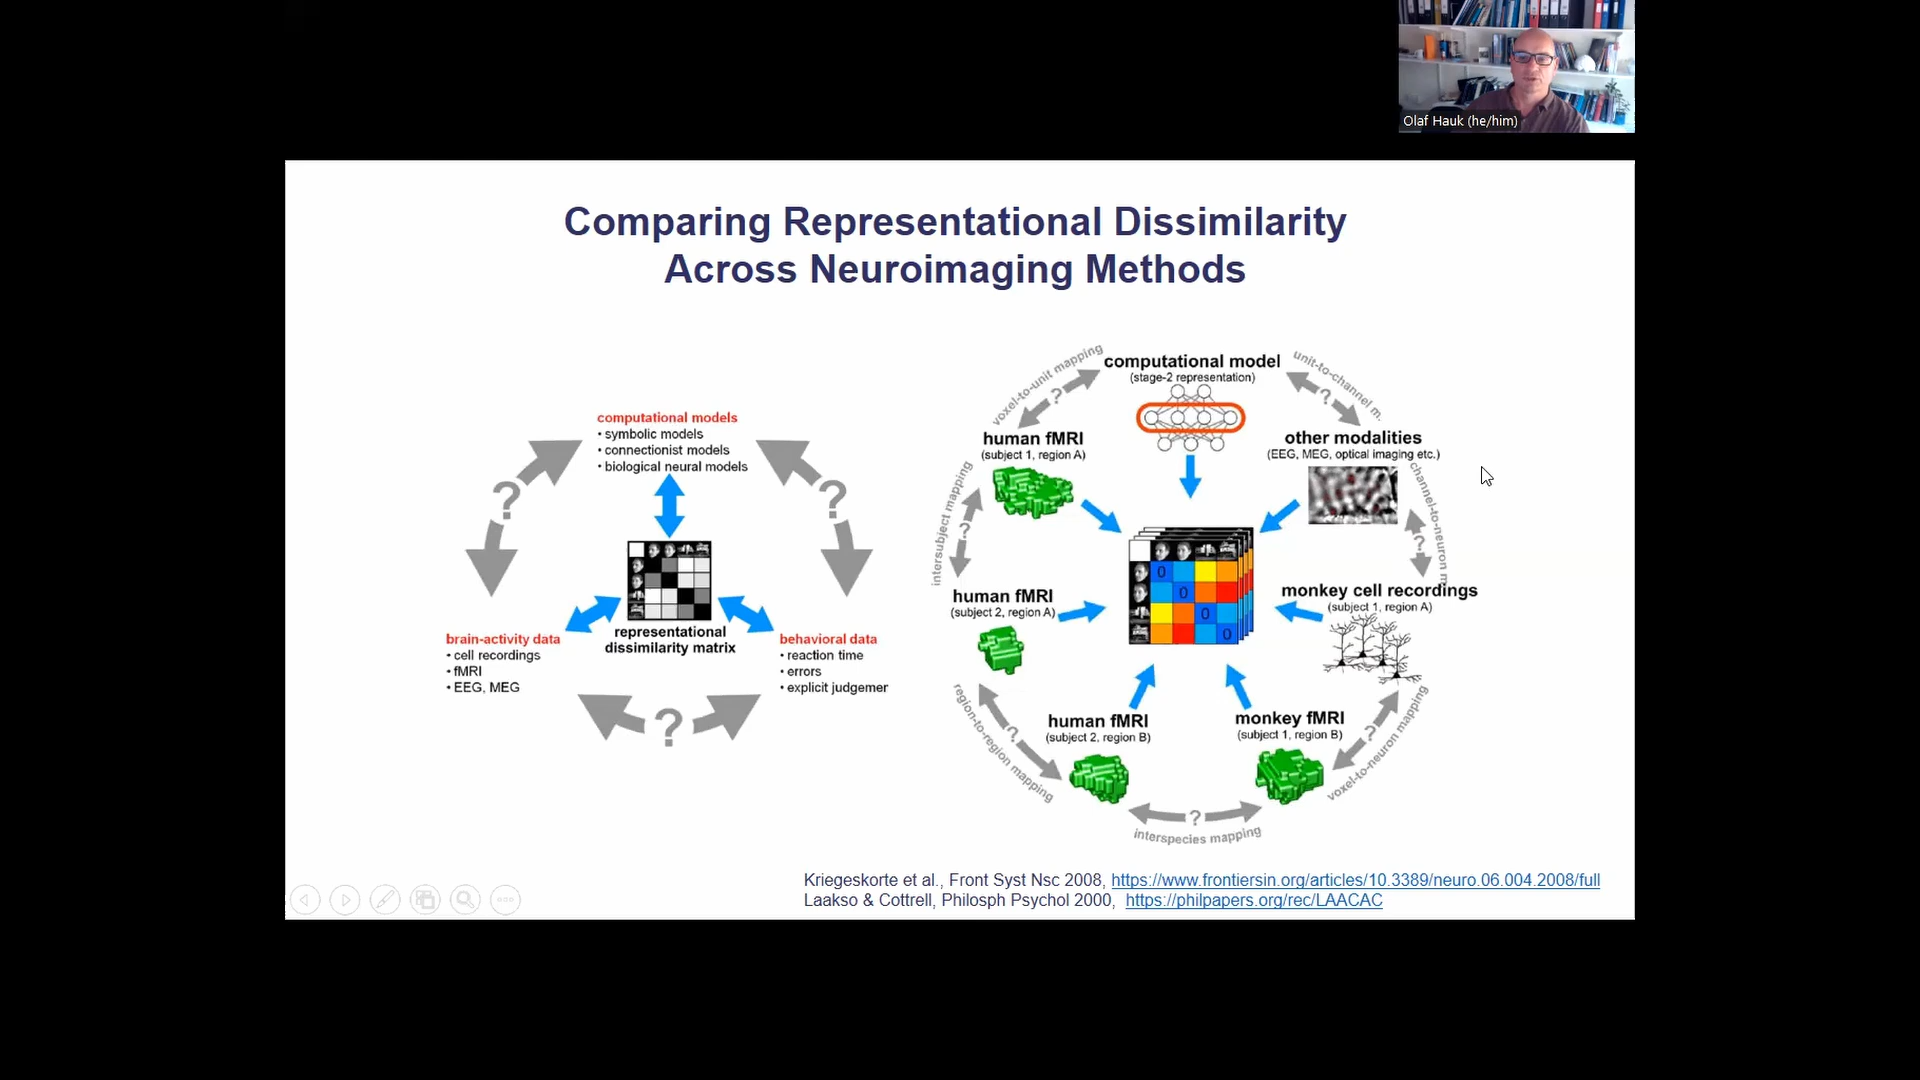 Olaf Hauk (he/him)
Comparing Representational Dissimilarity
Across Neuroimaging Methods
computational models
• symbolic models
• connectionist models
• biological neural models
?
?
representational
dissimilarity matrix
brain-activity data
• cell recordings
• fMRI
• EEG, MEG
behavioral data
• reaction time
• errors
• explicit judgemer
?
computational model
(stage-2 representation)
voxel-to-unit mapping
?
unit-to-channel m.
?
human fMRI
(subject 1, region A)
other modalities
(EEG, MEG, optical imaging etc.)
intersubject mapping
?
channel-to-neuron m
?
0
0
0
0
human fMRI
(subject 2, region A)
monkey cell recordings
(subject 1, region A)
region-to-region mapping
?
voxel-to-neuron mapping
?
human fMRI
(subject 2, region B)
monkey fMRI
(subject 1, region B)
?
interspecies mapping
Kriegeskorte et al., Front Syst Nsc 2008, https://www.frontiersin.org/articles/10.3389/neuro.06.004.2008/full
Laakso & Cottrell, Philosph Psychol 2000, https://philpapers.org/rec/LAACAC